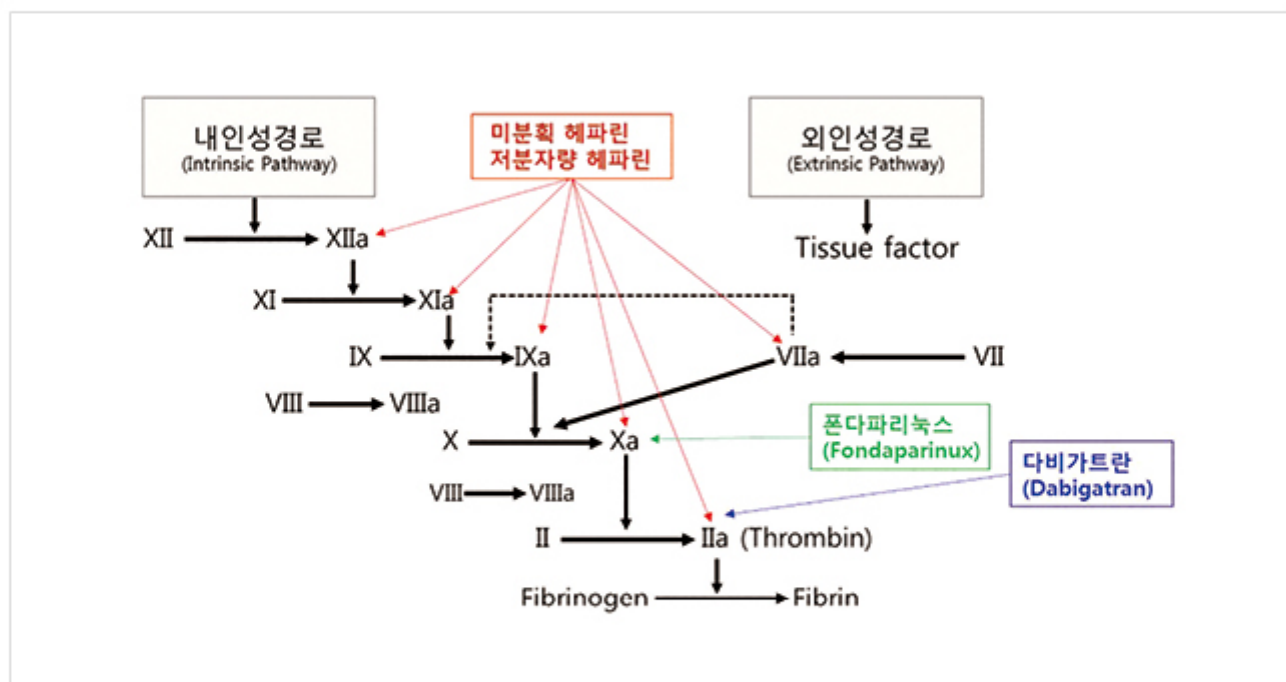 내인성경로
(Intrinsic Pathway)
미분획 헤파린
저분자량 헤파린
외인성경로
(Extrinsic Pathway)
XII XIIa
Tissue factor
XI XIa
IX IXa VIIa VII
VIII VIIIa
X Xa
폰다파리눅스
(Fondaparinux)
다비가트란
(Dabigatran)
VIII VIIIa
II IIa (Thrombin)
Fibrinogen Fibrin